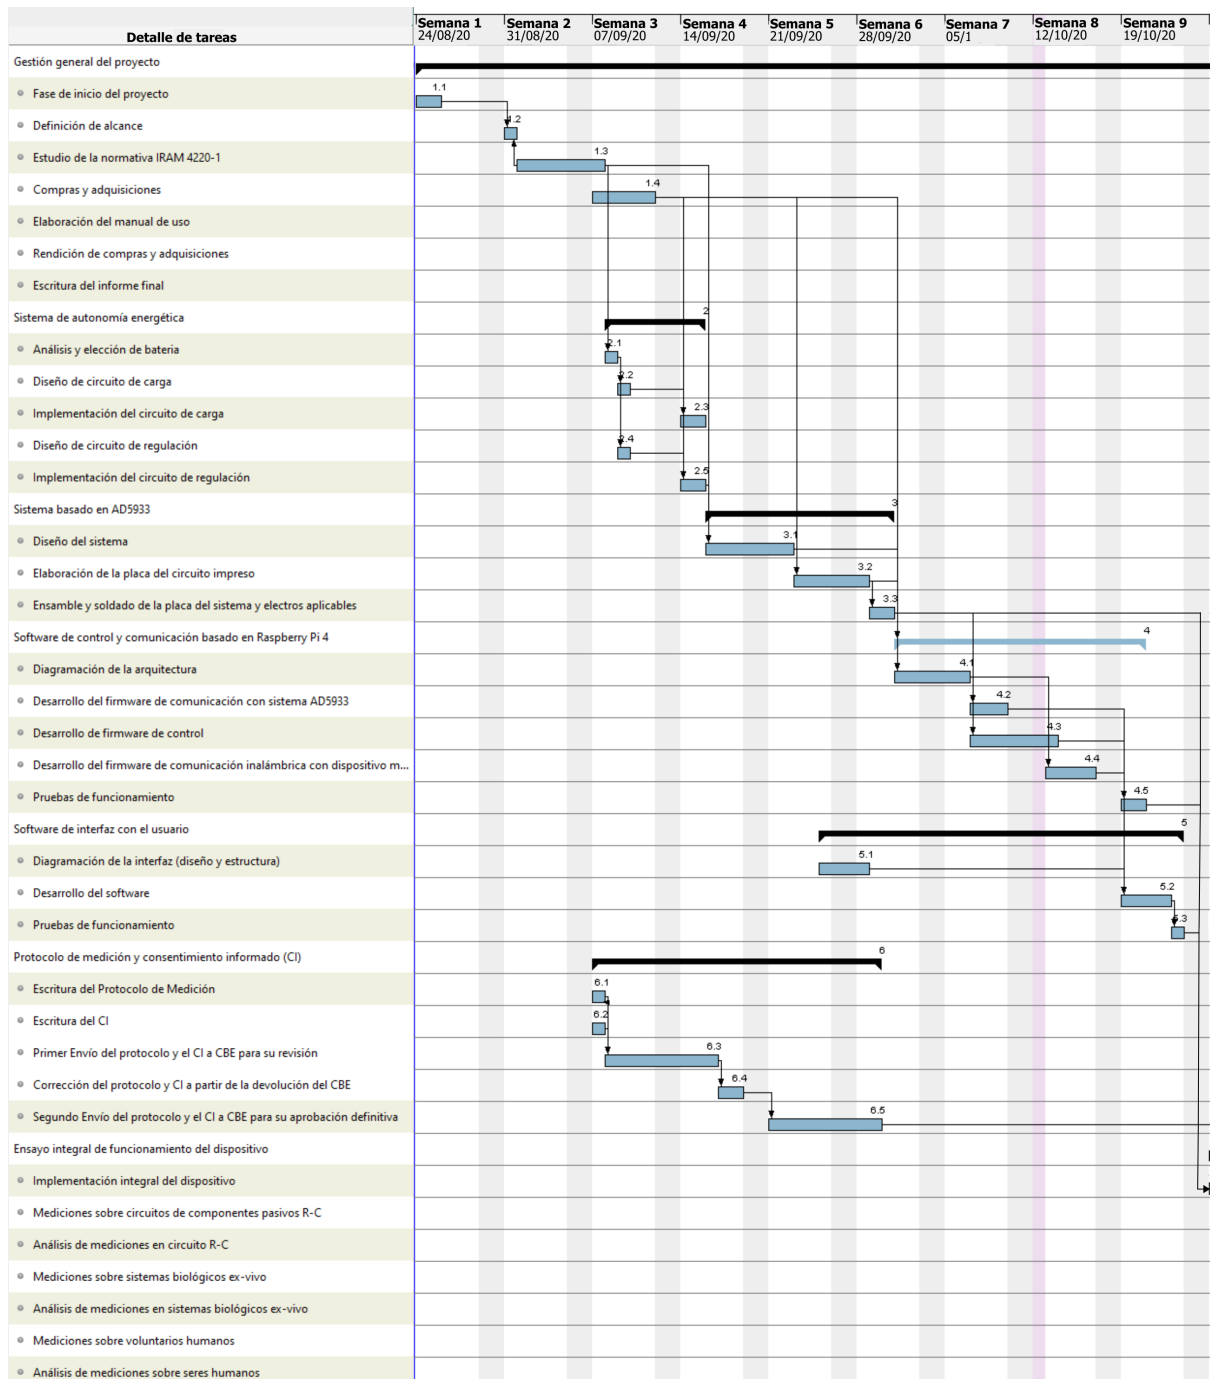 Detalle de tareas
Semana 1 Semana 2 Semana 3 Semana 4 Semana 5 Semana 6 Semana 7 Semana 8 Semana 9
24/08/20 31/08/20 07/09/20 14/09/20 21/09/20 28/09/20 05/1 12/10/20 19/10/20
Gestión general del proyecto
Fase de inicio del proyecto 1.1
Definición de alcance 1.2
Estudio de la normativa IRAM 4220-1 1.3
Compras y adquisiciones 1.4
Elaboración del manual de uso
Rendición de compras y adquisiciones
Escritura del informe final
Sistema de autonomía energética 2
Análisis y elección de bateria 2.1
Diseño de circuito de carga 2.2
Implementación del circuito de carga 2.3
Diseño de circuito de regulación 2.4
Implementación del circuito de regulación 2.5
Sistema basado en AD5933 3
Diseño del sistema 3.1
Elaboración de la placa del circuito impreso 3.2
Ensamble y soldado de la placa del sistema y electros aplicables 3.3
Software de control y comunicación basado en Raspberry Pi 4 4
Diagramación de la arquitectura 4.1
Desarrollo del firmware de comunicación con sistema AD5933 4.2
Desarrollo de firmware de control 4.3
Desarrollo del firmware de comunicación inalámbrica con dispositivo m... 4.4
Pruebas de funcionamiento 4.5
Software de interfaz con el usuario 5
Diagramación de la interfaz (diseño y estructura) 5.1
Desarrollo del software 5.2
Pruebas de funcionamiento 5.3
Protocolo de medición y consentimiento informado (CI) 6
Escritura del Protocolo de Medición 6.1
Escritura del CI 6.2
Primer Envío del protocolo y el CI a CBE para su revisión 6.3
Corrección del protocolo y CI a partir de la devolución del CBE 6.4
Segundo Envío del protocolo y el CI a CBE para su aprobación definitiva 6.5
Ensayo integral de funcionamiento del dispositivo
Implementación integral del dispositivo
Mediciones sobre circuitos de componentes pasivos R-C
Análisis de mediciones en circuito R-C
Mediciones sobre sistemas biológicos ex-vivo
Análisis de mediciones en sistemas biológicos ex-vivo
Mediciones sobre voluntarios humanos
Análisis de mediciones sobre seres humanos